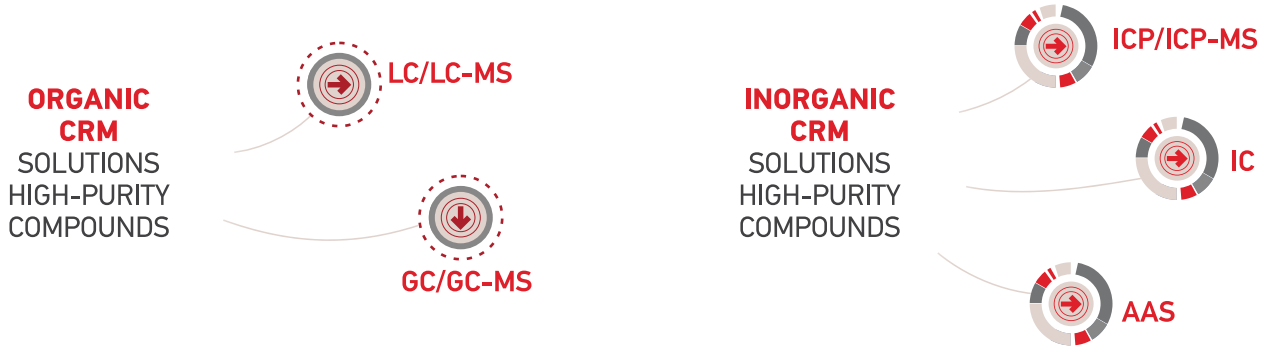 ORGANIC
CRM
SOLUTIONS
HIGH-PURITY
COMPOUNDS
LC/LC-MS
GC/GC-MS
INORGANIC
CRM
SOLUTIONS
HIGH-PURITY
COMPOUNDS
ICP/ICP-MS
IC
AAS